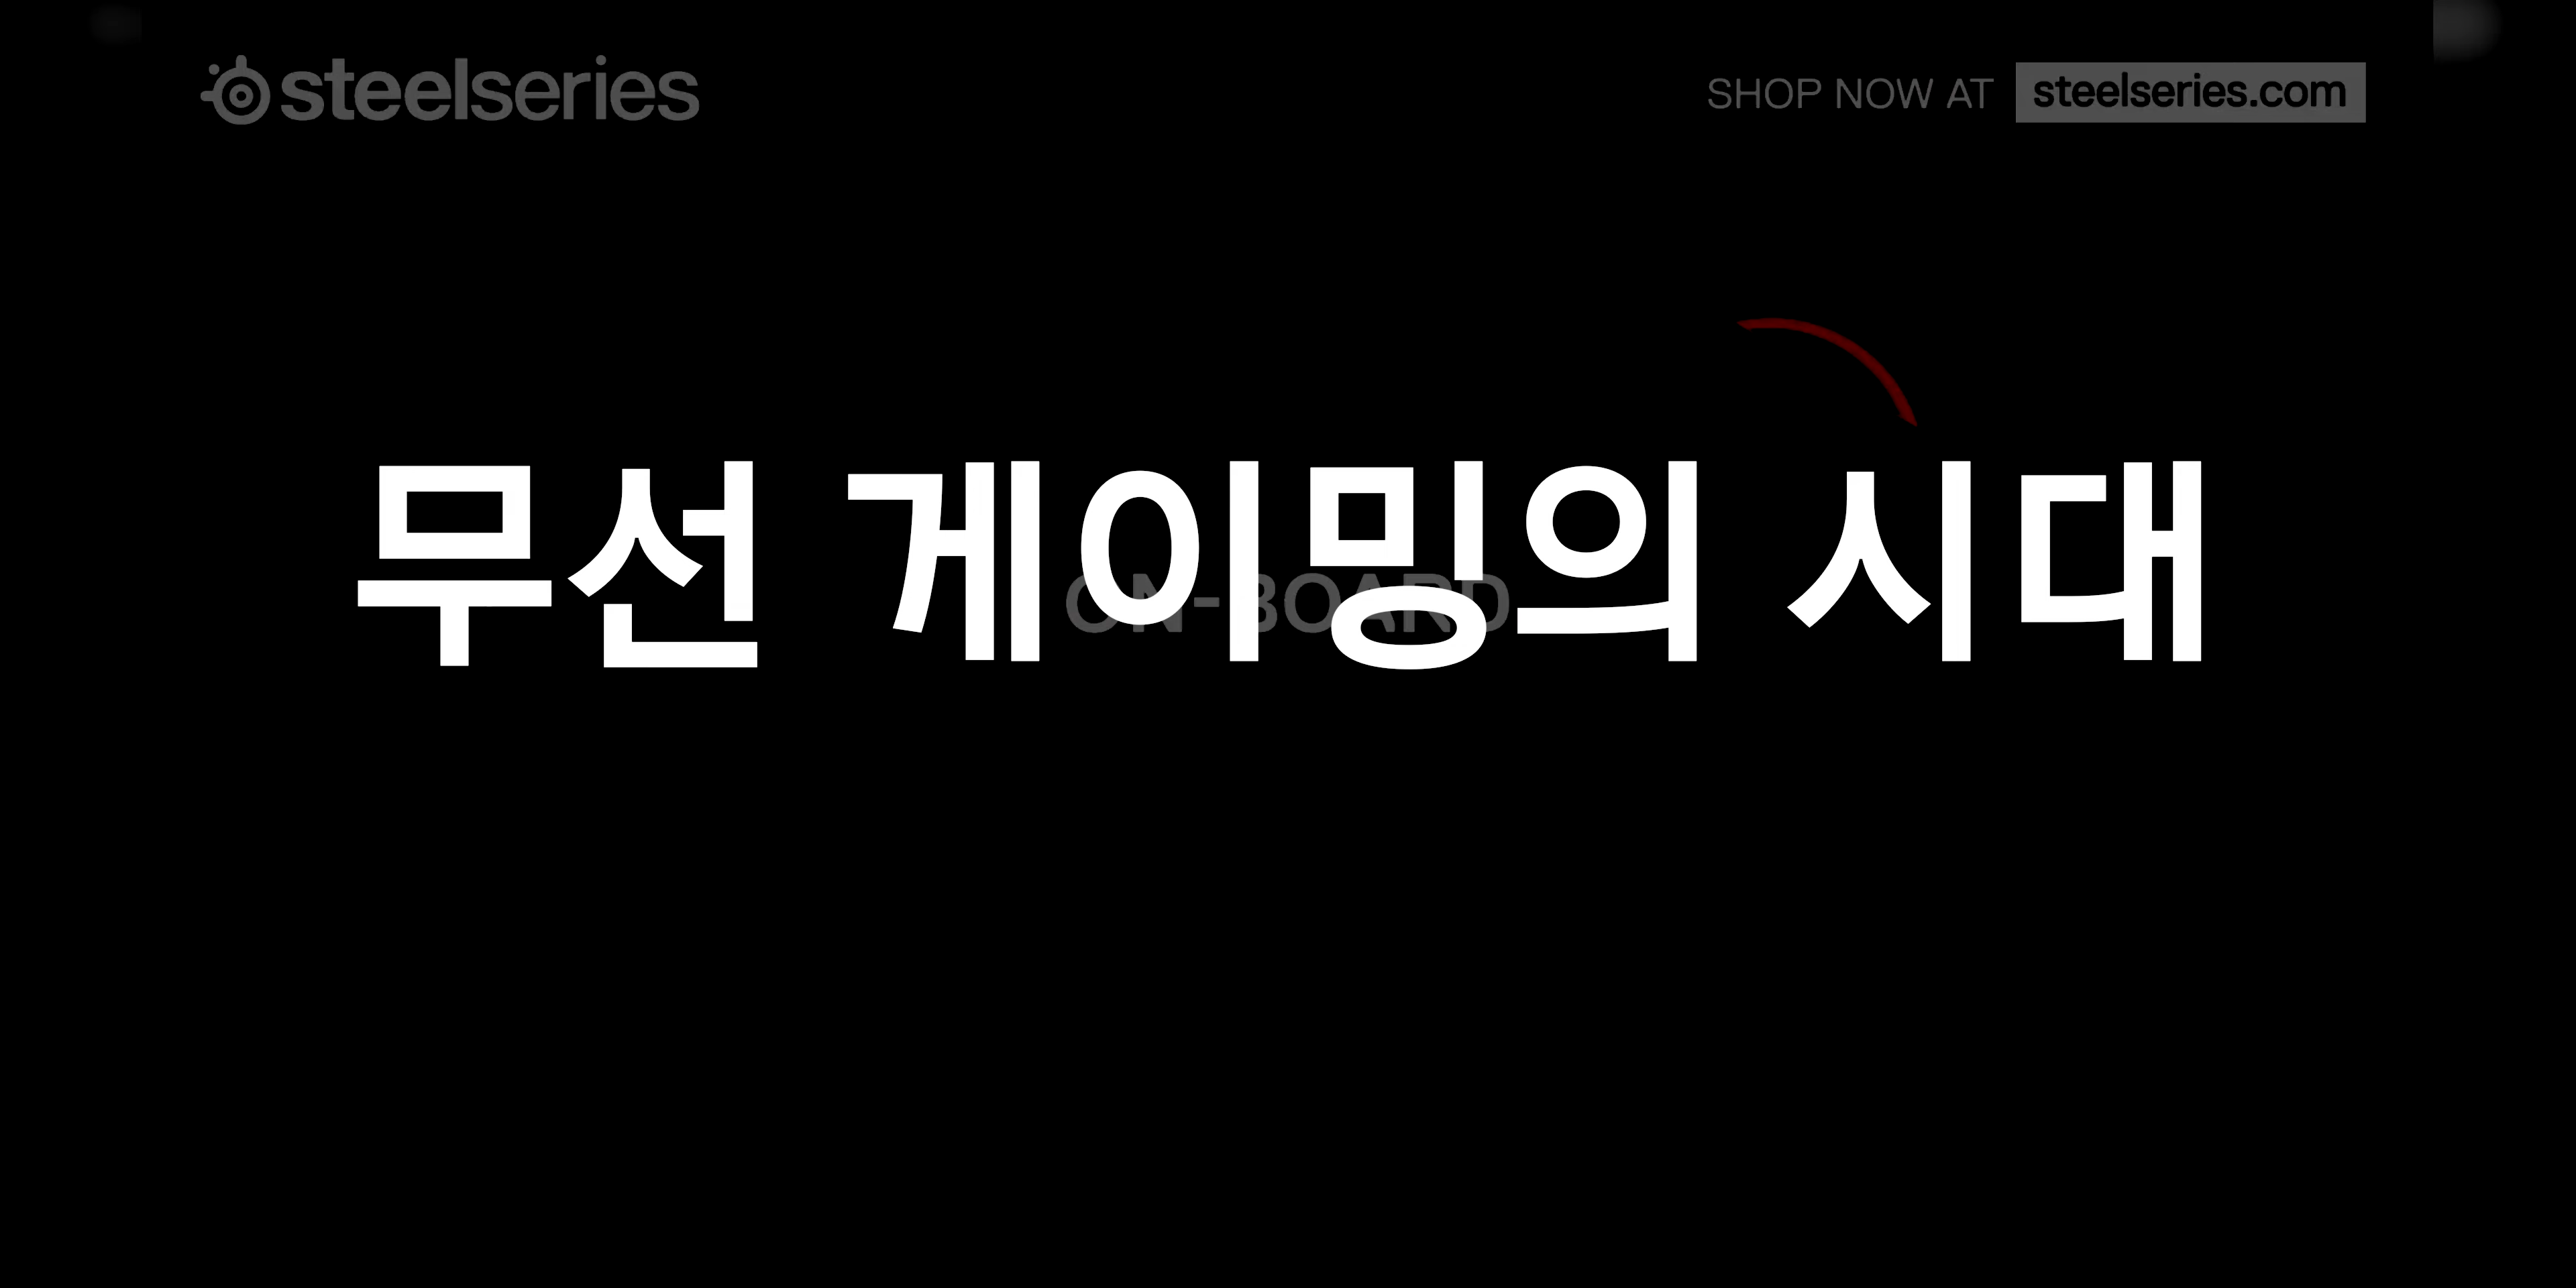 steelseries
SHOP NOW AT steelseries.com
무선 게이밍의 시대
ON-BOARD